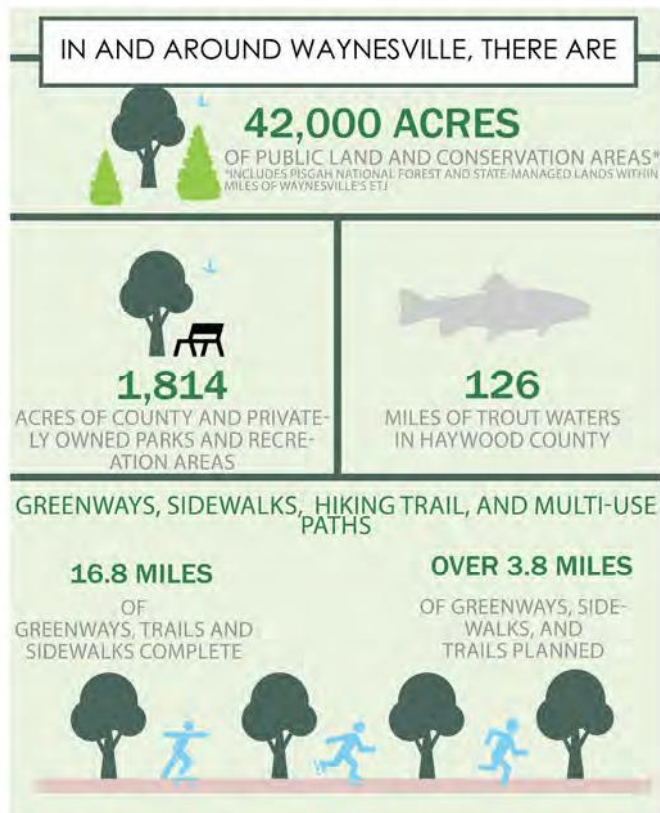 IN AND AROUND WAYNESVILLE, THERE ARE
42,000 ACRES
OF PUBLIC LAND AND CONSERVATION AREAS*
*INCLUDES PISGAH NATIONAL FOREST AND STATE-MANAGED LANDS WITHIN
MILES OF WAYNESVILLE'S ETJ
1,814
ACRES OF COUNTY AND PRIVATE-
LY OWNED PARKS AND RECRE-
ATION AREAS
126
MILES OF TROUT WATERS
IN HAYWOOD COUNTY
GREENWAYS, SIDEWALKS, HIKING TRAIL, AND MULTI-USE
PATHS
16.8 MILES
OF
GREENWAYS, TRAILS AND
SIDEWALKS COMPLETE
OVER 3.8 MILES
OF GREENWAYS, SIDE-
WALKS, AND
TRAILS PLANNED